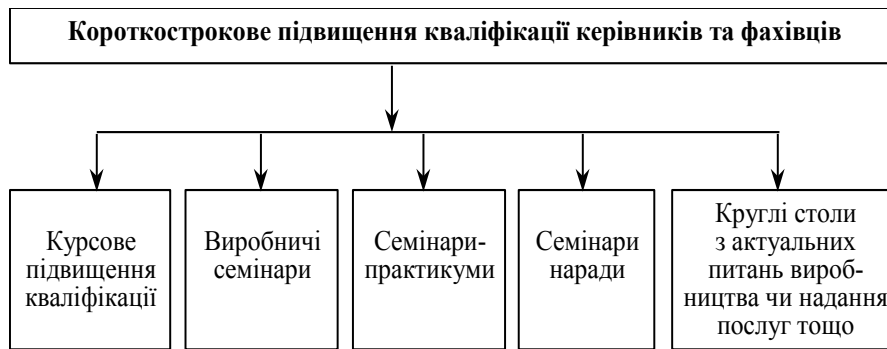 Короткострокове підвищення кваліфікації керівників та фахівців
Курсове
підвищення
кваліфікації
Виробничі
семінари
Семінари-
практикуми
Семінари
наради
Круглі столи
з актуальних
питань вироб-
ництва чи надання
послуг тощо